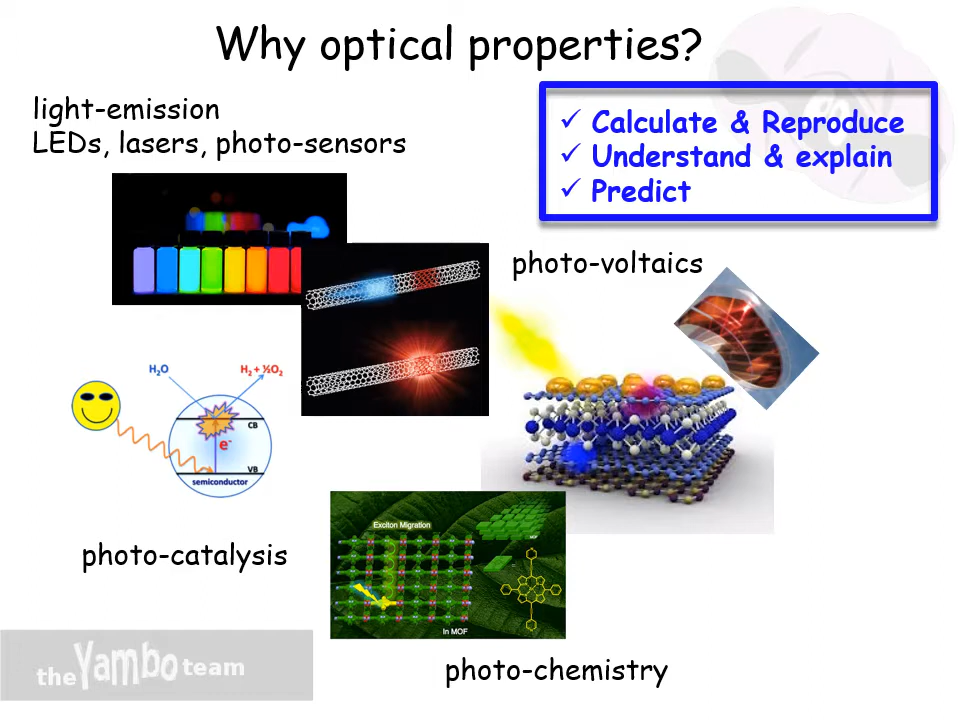 Why optical properties?
light-emission
LEDs, lasers, photo-sensors
✓ Calculate & Reproduce
✓ Understand & explain
✓ Predict
photo-voltaics
H₂O
H₂ + ½O₂
CB
e⁻
VB
semiconductor
photo-catalysis
Exciton Migration
MOF
In MOF
photo-chemistry
the Yambo team